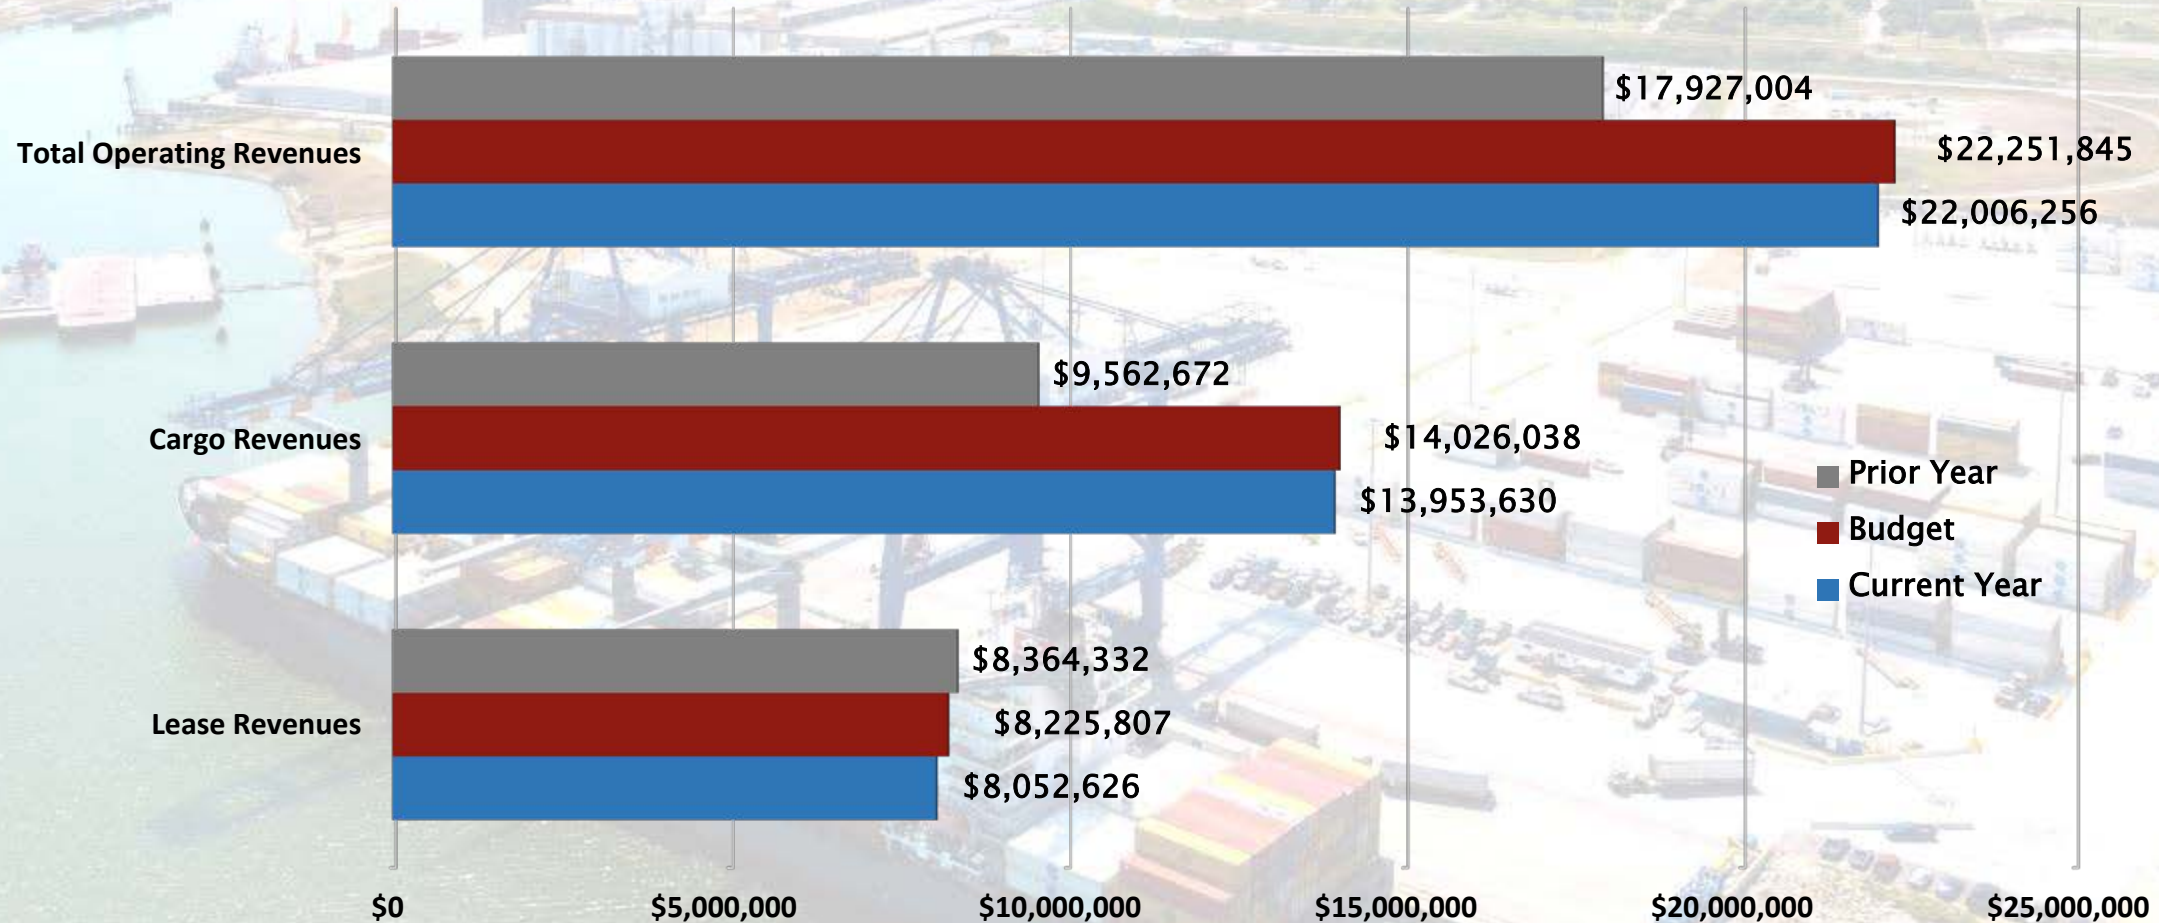 $17,927,004
Total Operating Revenues
$22,251,845
$22,006,256
$9,562,672
Cargo Revenues
$14,026,038
$13,953,630
Prior Year
Budget
Current Year
$8,364,332
Lease Revenues
$8,225,807
$8,052,626
$0 $5,000,000 $10,000,000 $15,000,000 $20,000,000 $25,000,000